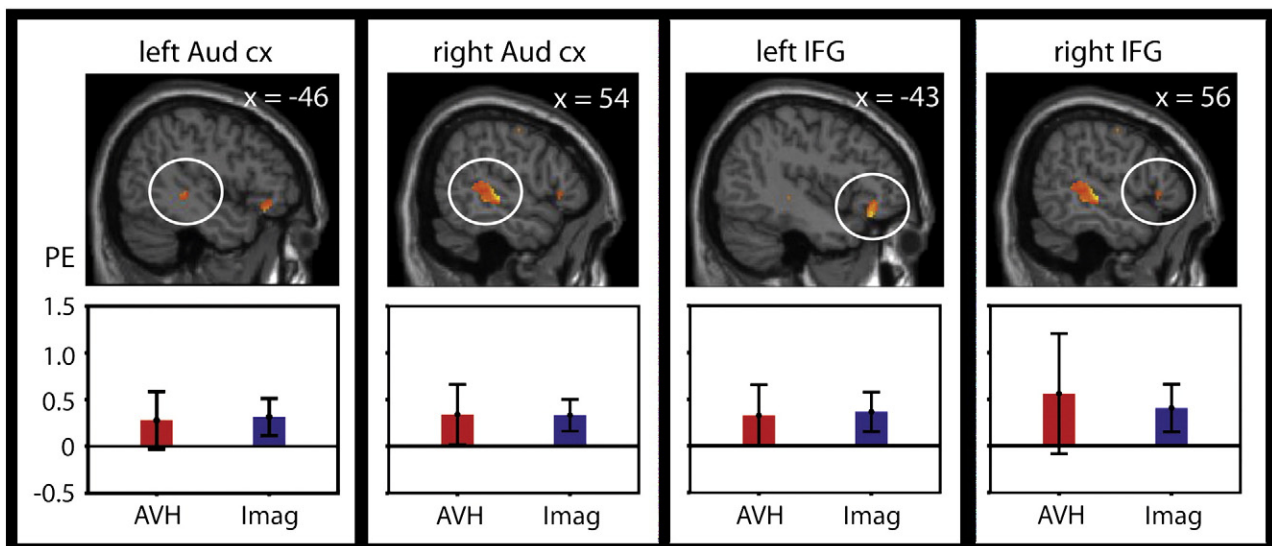 left Aud cx
x = -46
right Aud cx
x = 54
left IFG
x = -43
right IFG
x = 56
PE
1.5
1.0
0.5
0
-0.5
AVH Imag
AVH Imag
AVH Imag
AVH Imag